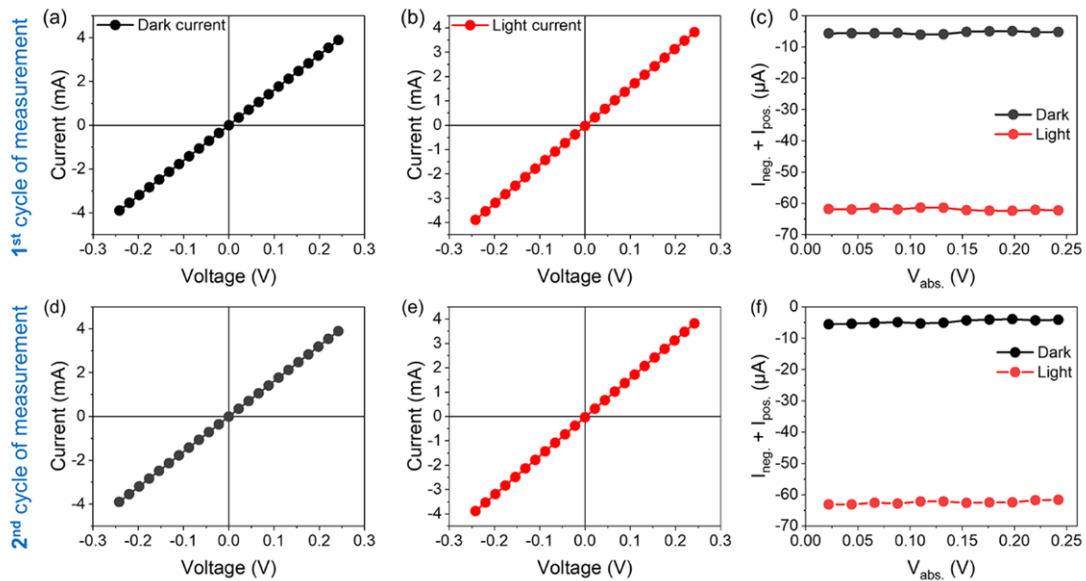 1st cycle of measurement
(a)
Dark current
4
2
0
-2
-4
Current (mA)
-0.3 -0.2 -0.1 0.0 0.1 0.2 0.3
Voltage (V)
(b)
Light current
4
3
2
1
0
-1
-2
-3
-4
Current (mA)
-0.3 -0.2 -0.1 0.0 0.1 0.2 0.3
Voltage (V)
(c)
0
-10
-20
-30
-40
-50
-60
-70
Ineg. + Ipos. (µA)
Dark
Light
0.00 0.05 0.10 0.15 0.20 0.25
Vabs. (V)
2nd cycle of measurement
(d)
4
2
0
-2
-4
Current (mA)
-0.3 -0.2 -0.1 0.0 0.1 0.2 0.3
Voltage (V)
(e)
4
3
2
1
0
-1
-2
-3
-4
Current (mA)
-0.3 -0.2 -0.1 0.0 0.1 0.2 0.3
Voltage (V)
(f)
0
-10
-20
-30
-40
-50
-60
-70
Ineg. + Ipos. (µA)
Dark
Light
0.00 0.05 0.10 0.15 0.20 0.25
Vabs. (V)